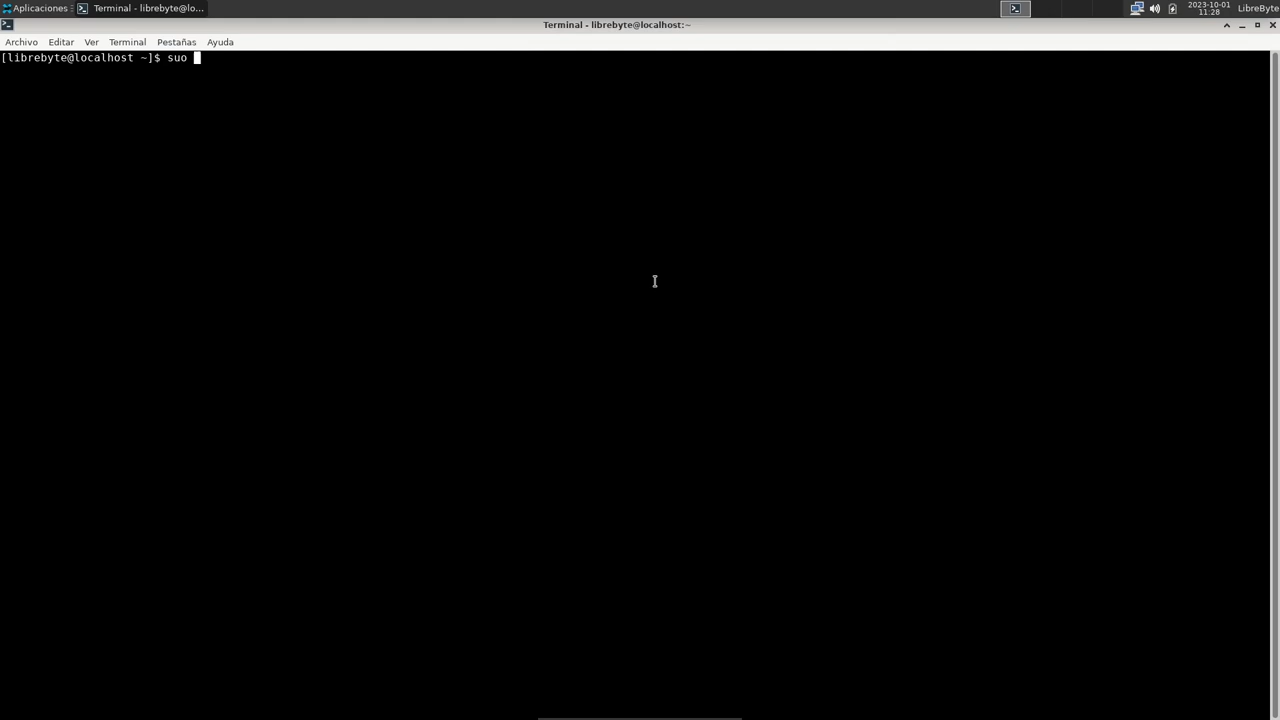 Aplicaciones
Terminal - librebyte@lo...
2023-10-01
11:28
LibreByte
Terminal - librebyte@localhost:~
Archivo Editar Ver Terminal Pestañas Ayuda
[librebyte@localhost ~]$ suo